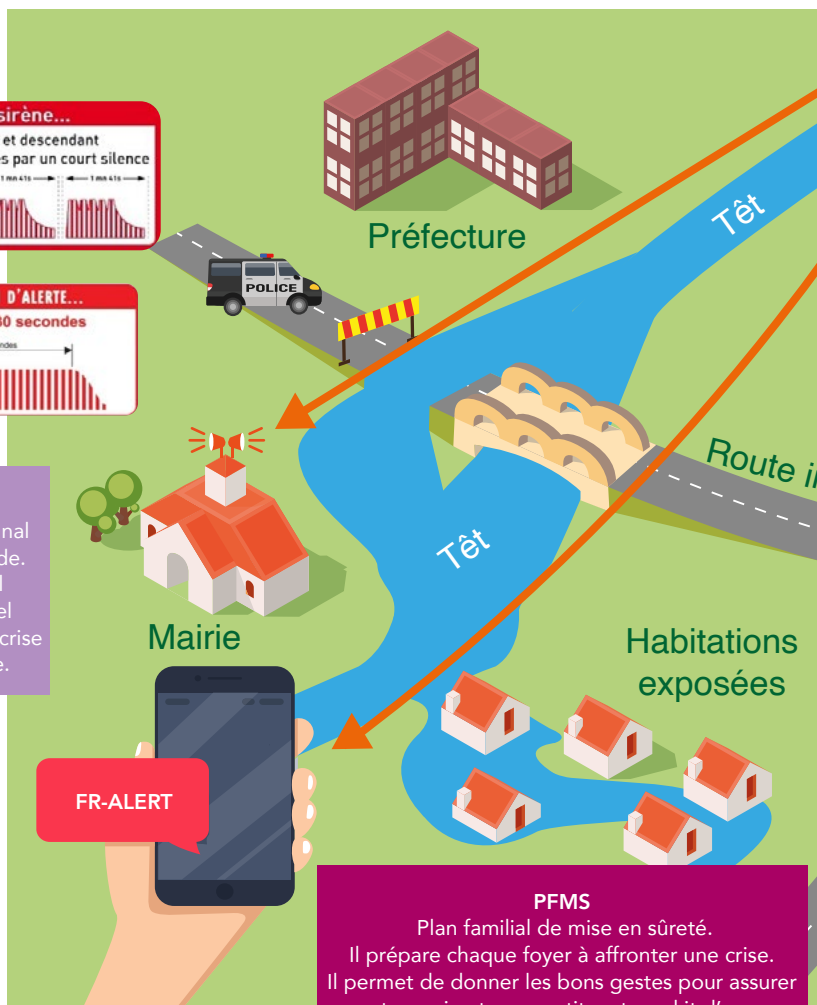 sirène...
et descendant
s par un court silence
1 mn 41s
1 mn 41s
D'ALERTE...
30 secondes
Préfecture
Têt
POLICE
Route in
Têt
nal
de.
l
el
crise
e.
Mairie
Habitations
exposées
FR-ALERT
PFMS
Plan familial de mise en sûreté.
Il prépare chaque foyer à affronter une crise.
Il permet de donner les bons gestes pour assurer